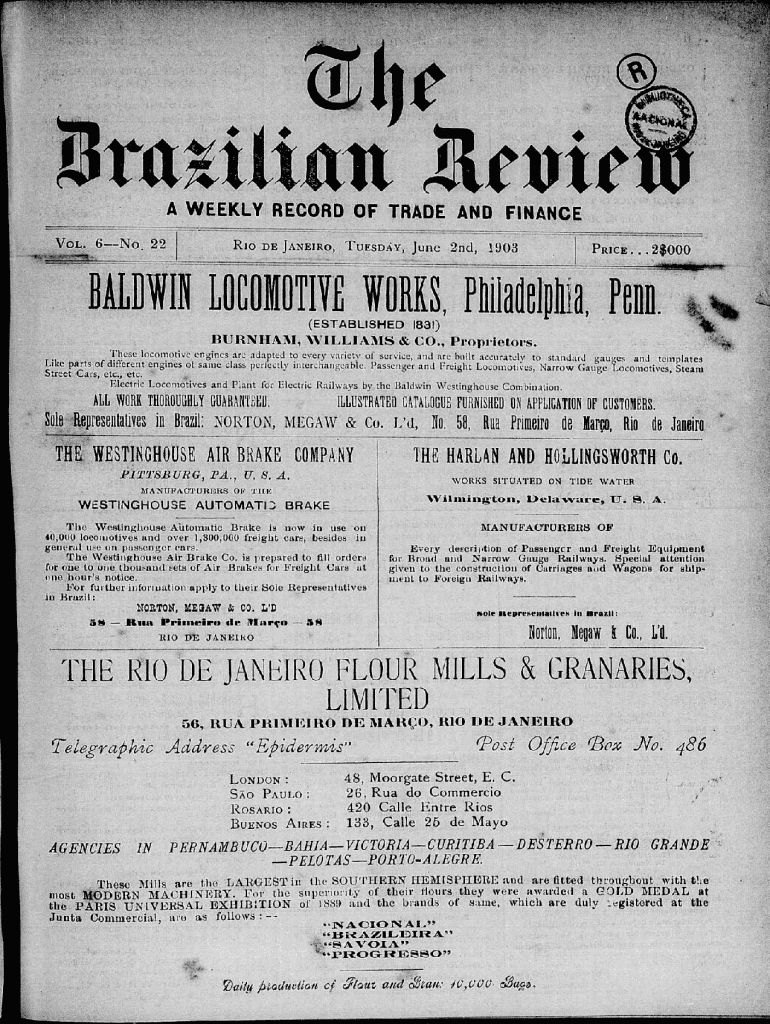 The
Brazilian Review
R
BIBLIOTHECA NACIONAL RIO DE JANEIRO
A WEEKLY RECORD OF TRADE AND FINANCE
VOL. 6—No. 22
RIO DE JANEIRO, TUESDAY, June 2nd, 1903
PRICE... 2$000
BALDWIN LOCOMOTIVE WORKS, Philadelphia, Penn.
(ESTABLISHED 1831)
BURNHAM, WILLIAMS & CO., Proprietors.
These locomotive engines are adapted to every variety of service, and are built accurately to standard gauges and templates
Like parts of different engines of same class perfectly interchangeable. Passenger and Freight Locomotives, Narrow Gauge Locomotives, Steam
Street Cars, etc., etc.
Electric Locomotives and Plant for Electric Railways by the Baldwin Westinghouse Combination.
ALL WORK THOROUGHLY GUARANTEED. ILLUSTRATED CATALOGUE FURNISHED ON APPLICATION OF CUSTOMERS.
Sole Representatives in Brazil: NORTON, MEGAW & Co. L'd, No. 58, Rua Primeiro de Março, Rio de Janeiro
THE WESTINGHOUSE AIR BRAKE COMPANY
PITTSBURG, PA., U. S. A.
MANUFACTURERS OF THE
WESTINGHOUSE AUTOMATIC BRAKE
The Westinghouse Automatic Brake is now in use on
40,000 locomotives and over 1,300,000 freight cars, besides in
general use on passenger cars.
The Westinghouse Air Brake Co. is prepared to fill orders
for one to one thousand sets of Air Brakes for Freight Cars at
one hour's notice.
For further information apply to their Sole Representatives
in Brazil:
NORTON, MEGAW & CO. L'D
58 — Rua Primeiro de Março — 58
RIO DE JANEIRO
THE HARLAN AND HOLLINGSWORTH Co.
WORKS SITUATED ON TIDE WATER
Wilmington, Delaware, U. S. A.
MANUFACTURERS OF
Every description of Passenger and Freight Equipment
for Broad and Narrow Gauge Railways. Special attention
given to the construction of Carriages and Wagons for ship-
ment to Foreign Railways.
Sole Representatives in Brazil:
Norton, Megaw & Co., L'd.
THE RIO DE JANEIRO FLOUR MILLS & GRANARIES,
LIMITED
56, RUA PRIMEIRO DE MARÇO, RIO DE JANEIRO
Telegraphic Address "Epidermis" Post Office Box No. 486
LONDON: 48, Moorgate Street, E. C.
SÃO PAULO: 26, Rua do Commercio
ROSARIO: 420 Calle Entre Rios
BUENOS AIRES: 133, Calle 25 de Mayo
AGENCIES IN PERNAMBUCO—BAHIA—VICTORIA—CURITIBA—DESTERRO—RIO GRANDE
—PELOTAS—PORTO-ALEGRE.
These Mills are the LARGEST in the SOUTHERN HEMISPHERE and are fitted throughout with the
most MODERN MACHINERY. For the superiority of their flours they were awarded a GOLD MEDAL at
the PARIS UNIVERSAL EXHIBITION of 1889 and the brands of same, which are duly registered at the
Junta Commercial, are as follows:--
"NACIONAL"
"BRAZILEIRA"
"SAVOIA"
"PROGRESSO"
Daily production of Flour and Bran: 10,000 Bags.